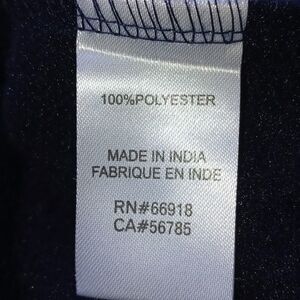 100%POLYESTER
MADE IN INDIA
FABRIQUE EN INDE
RN#66918
CA#56785